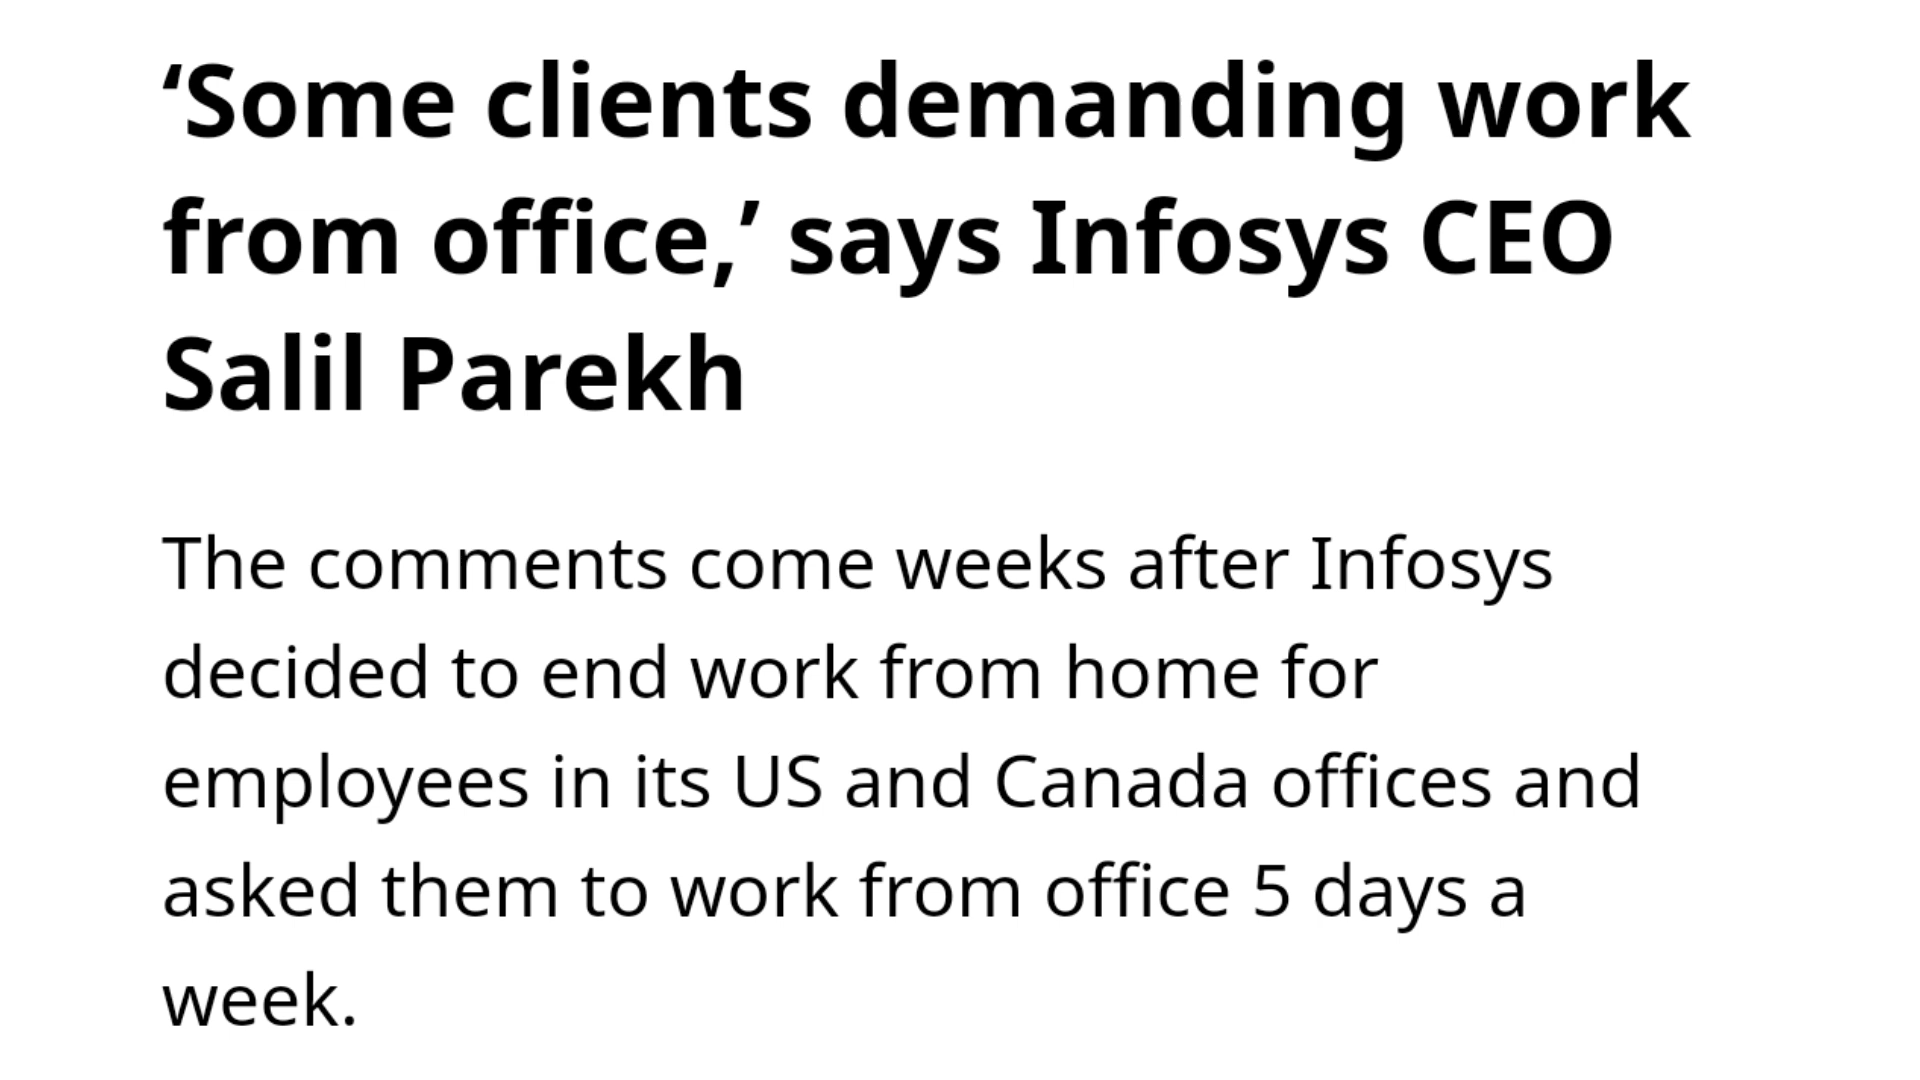 ‘Some clients demanding work
from office,’ says Infosys CEO
Salil Parekh
The comments come weeks after Infosys
decided to end work from home for
employees in its US and Canada offices and
asked them to work from office 5 days a
week.